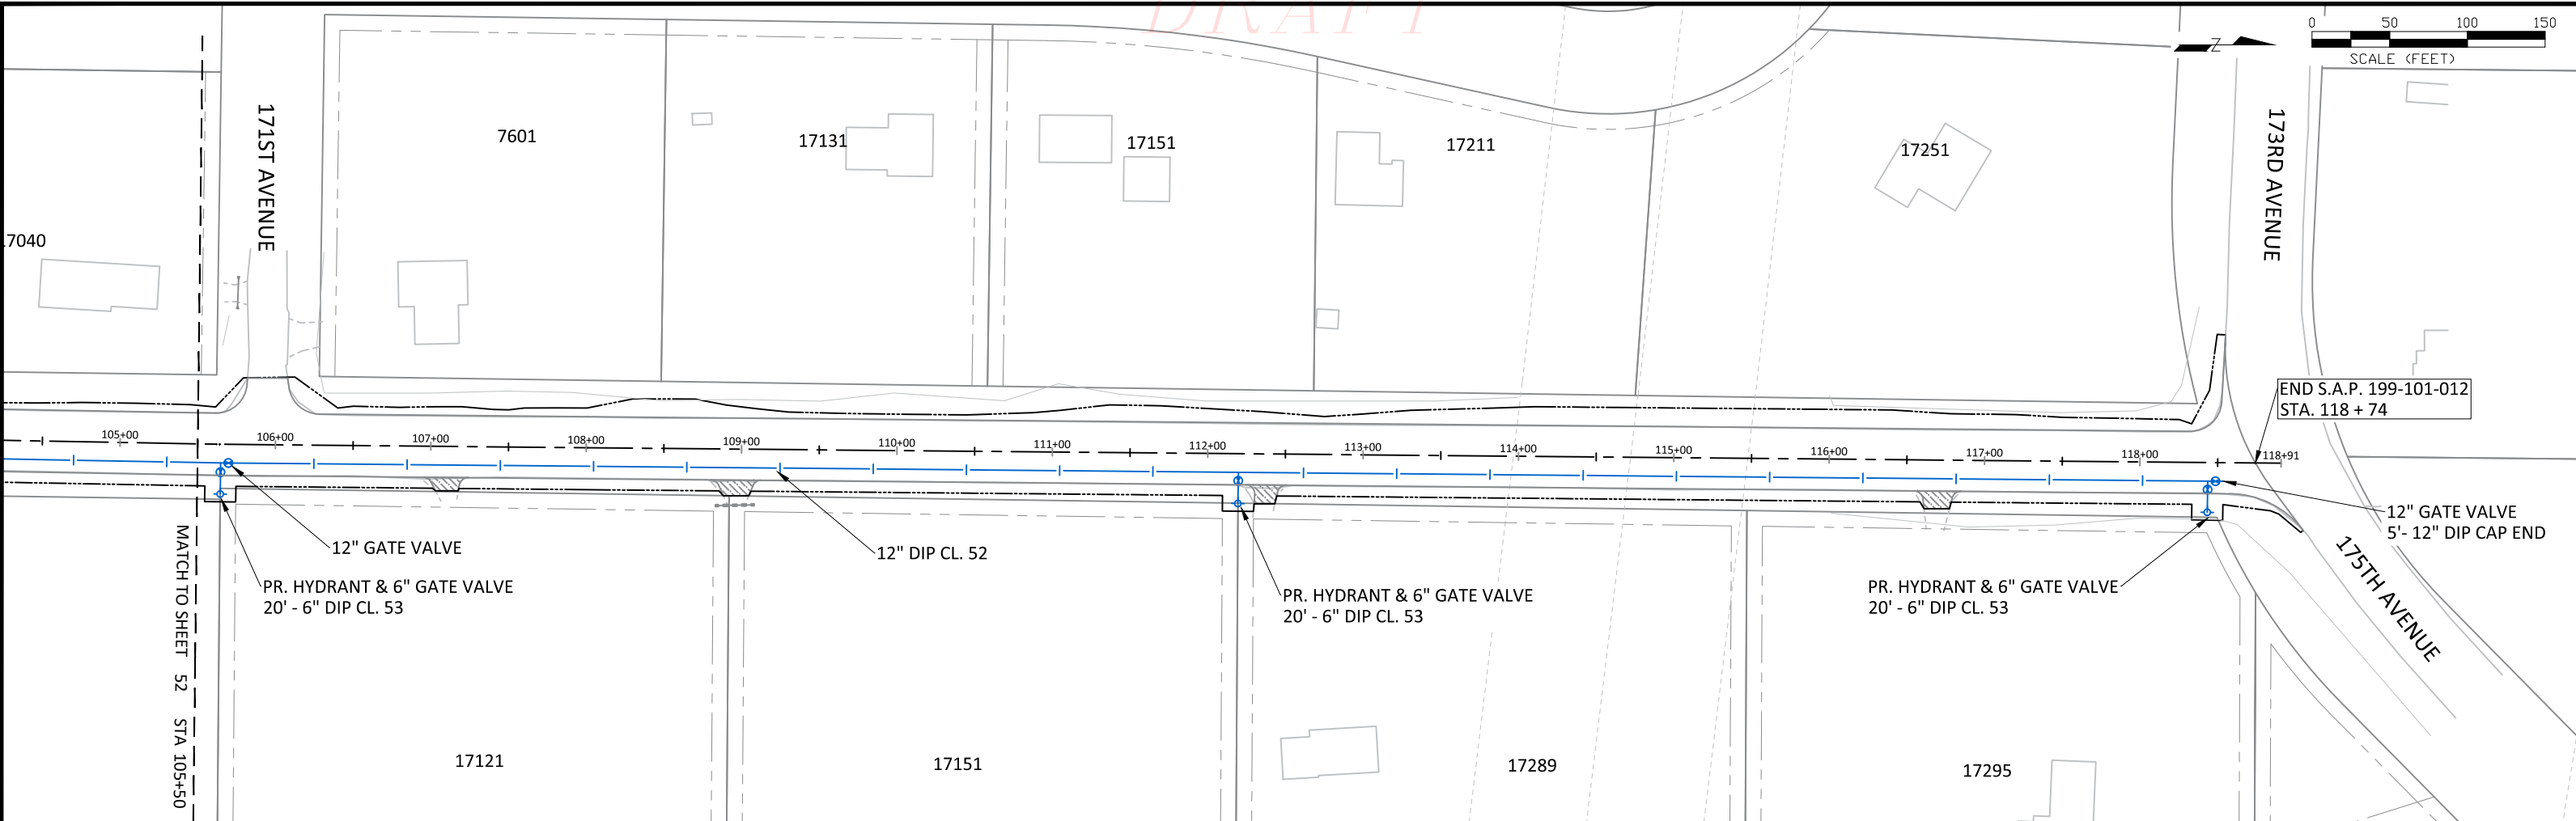 DRAFT
0 50 100 150
SCALE (FEET)
Z
171ST AVENUE
7601
17131
17151
17211
17251
173RD AVENUE
7040
END S.A.P. 199-101-012
STA. 118 + 74
105+00
106+00
107+00
108+00
109+00
110+00
111+00
112+00
113+00
114+00
115+00
116+00
117+00
118+00
118+91
12" GATE VALVE
PR. HYDRANT & 6" GATE VALVE
20' - 6" DIP CL. 53
12" DIP CL. 52
PR. HYDRANT & 6" GATE VALVE
20' - 6" DIP CL. 53
PR. HYDRANT & 6" GATE VALVE
20' - 6" DIP CL. 53
12" GATE VALVE
5'- 12" DIP CAP END
175TH AVENUE
MATCH TO SHEET 52 STA 105+50
17121
17151
17289
17295